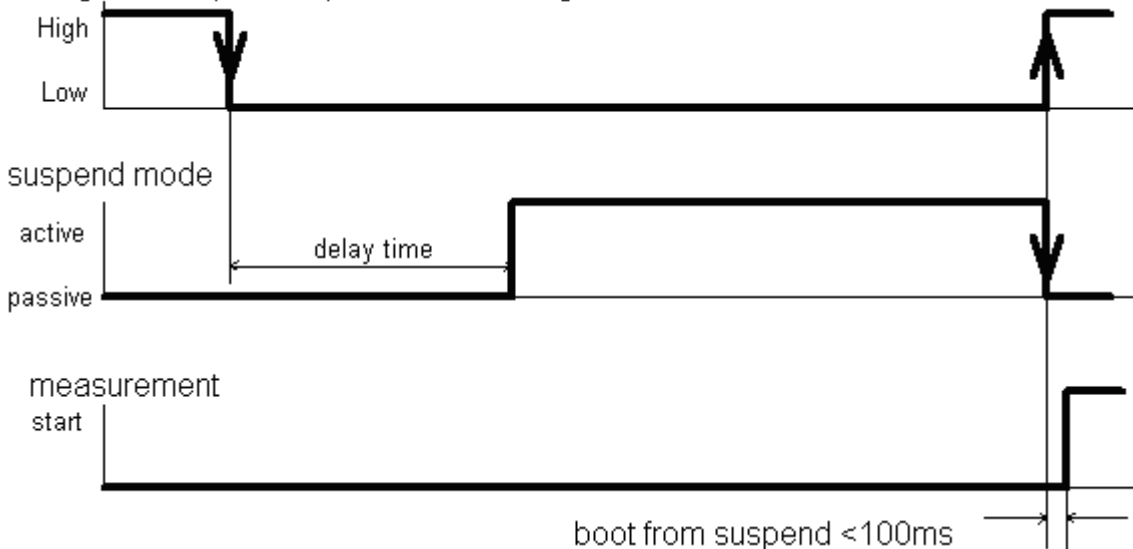 High
Low
suspend mode
active
delay time
passive
measurement
start
boot from suspend <100ms